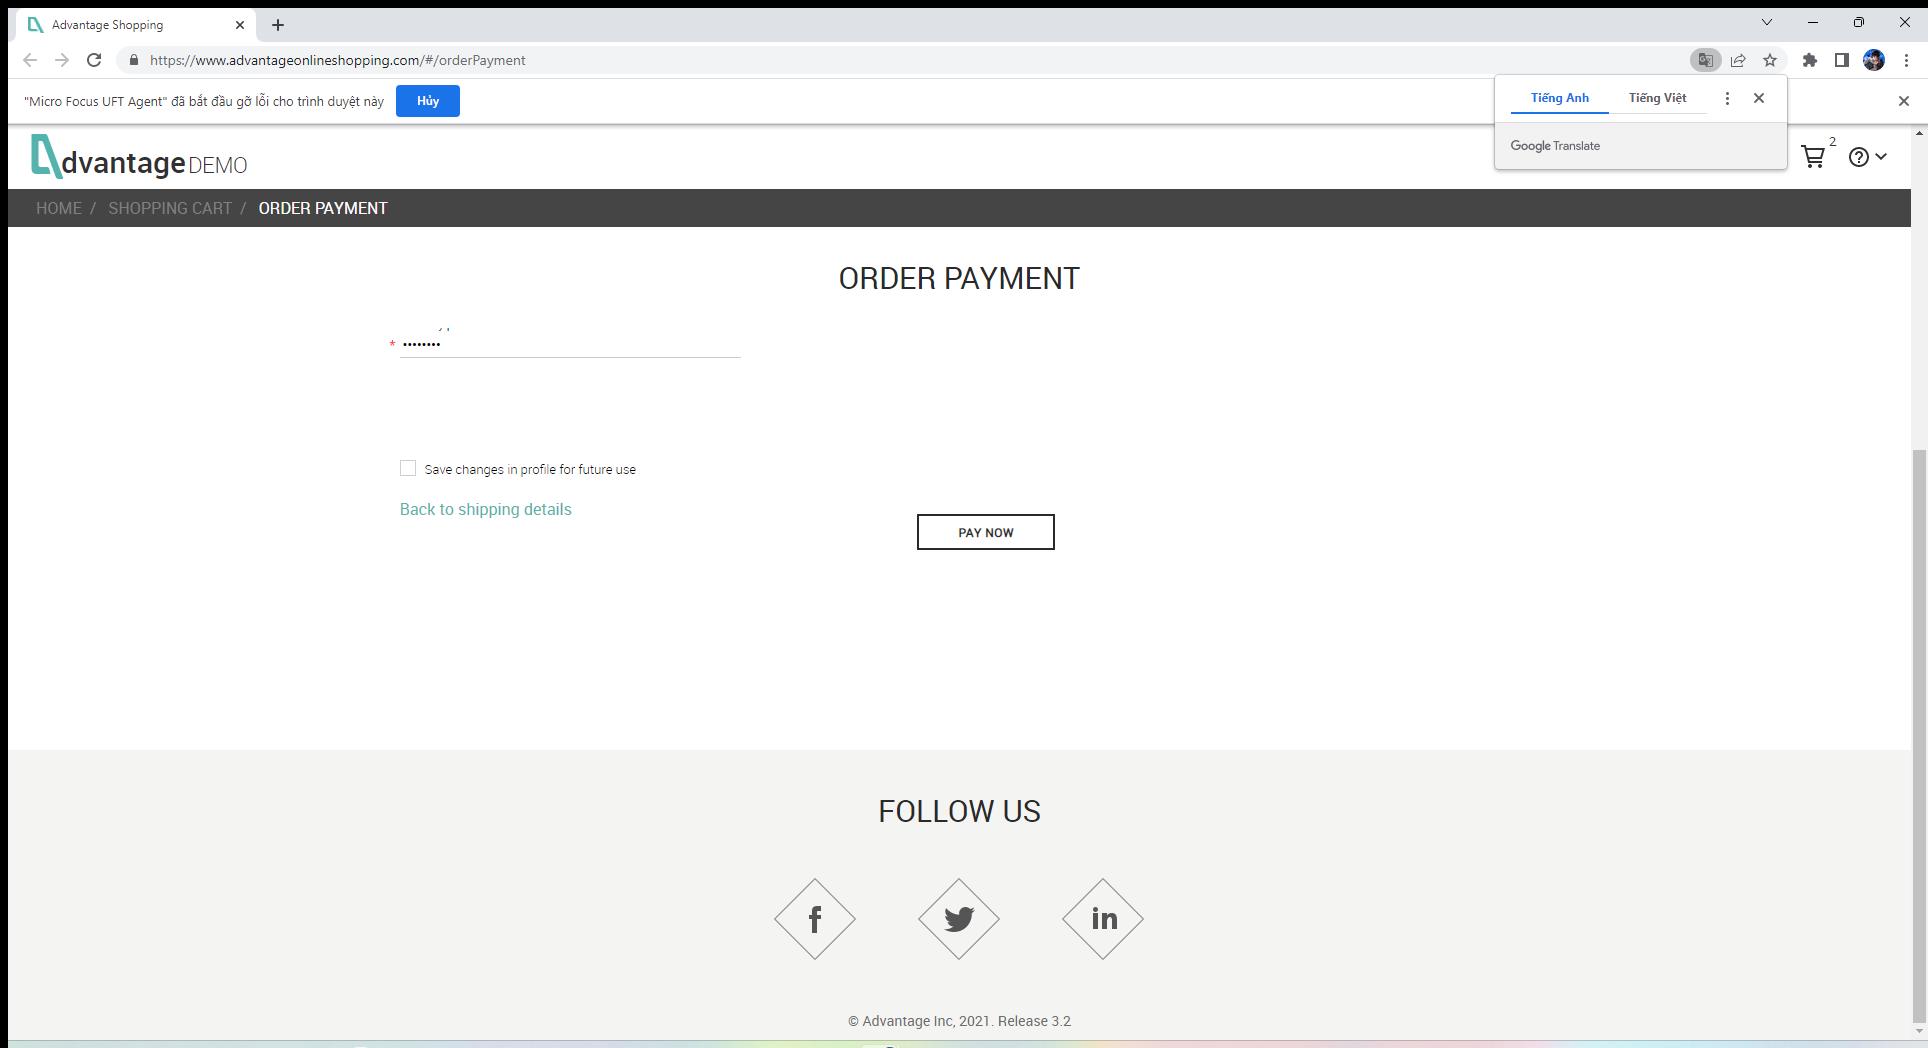 Advantage Shopping
https://www.advantageonlineshopping.com/#/orderPayment
"Micro Focus UFT Agent" đã bắt đầu gỡ lỗi cho trình duyệt này
Hủy
Tiếng Anh
Tiếng Việt
Google Translate
dvantage DEMO
2
HOME / SHOPPING CART / ORDER PAYMENT
ORDER PAYMENT
* ••••••••
Save changes in profile for future use
Back to shipping details
PAY NOW
FOLLOW US
f
in
© Advantage Inc, 2021. Release 3.2